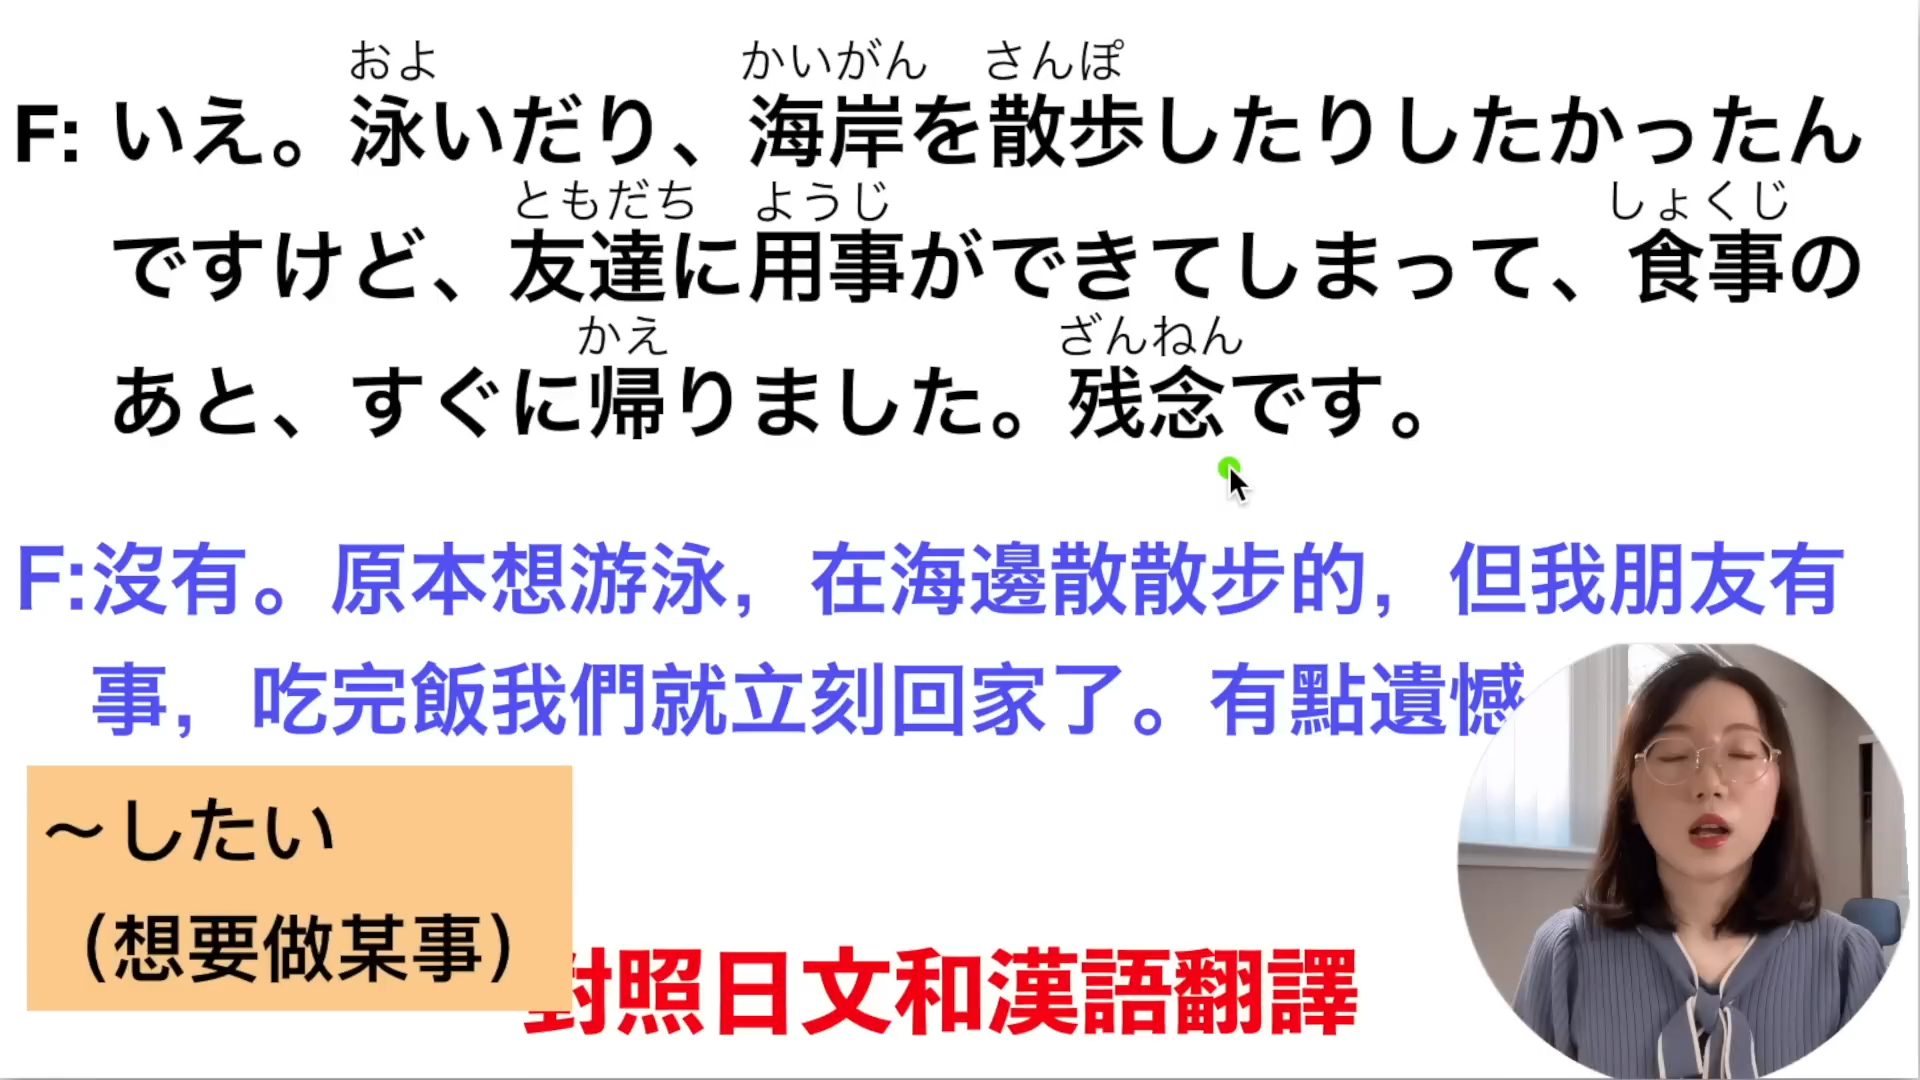 およ かいがん さんぽ
F: いえ。泳いだり、海岸を散歩したりしたかったん
ともだち ようじ しょくじ
ですけど、友達に用事ができてしまって、食事の
かえ ざんねん
あと、すぐに帰りました。残念です。
F:沒有。原本想游泳，在海邊散散步的，但我朋友有
事，吃完飯我們就立刻回家了。有點遺憾
～したい
（想要做某事）
對照日文和漢語翻譯